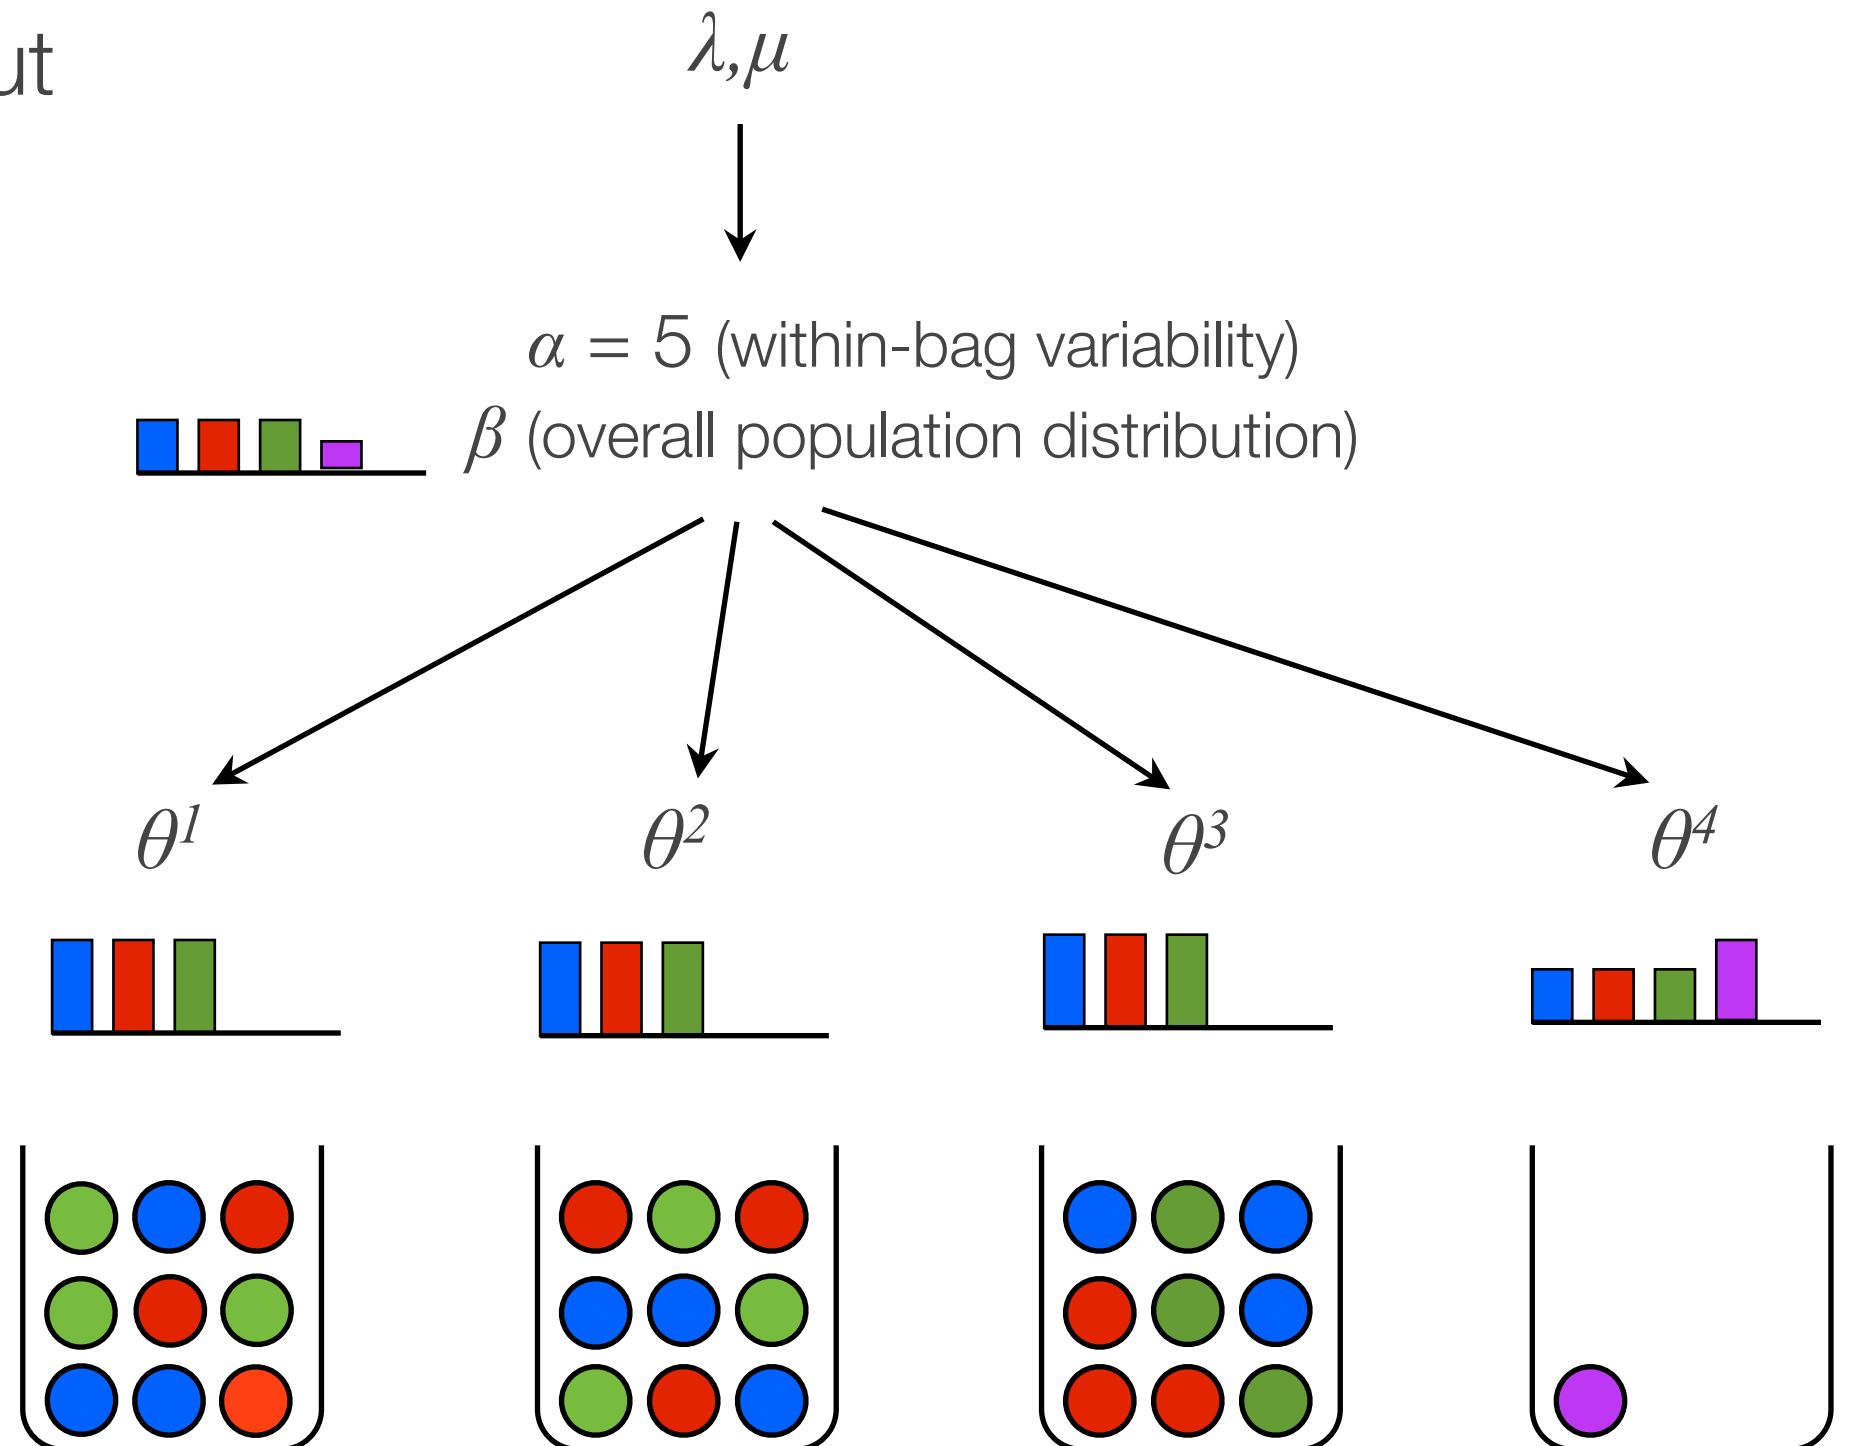 λ,μ
α = 5 (within-bag variability)
β (overall population distribution)
θ¹
θ²
θ³
θ⁴